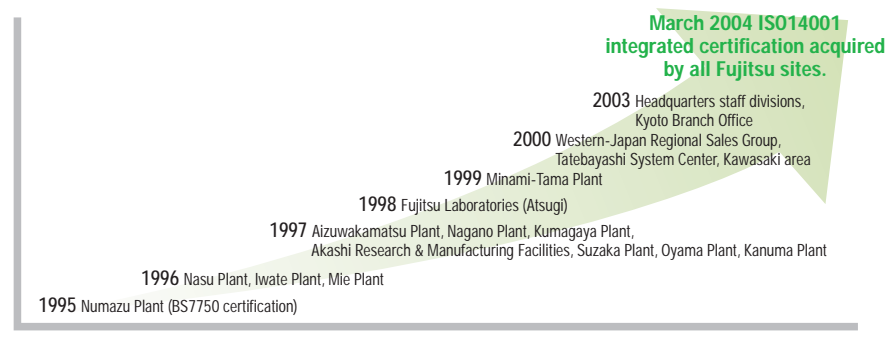 March 2004 ISO14001
integrated certification acquired
by all Fujitsu sites.
2003 Headquarters staff divisions,
Kyoto Branch Office
2000 Western-Japan Regional Sales Group,
Tatebayashi System Center, Kawasaki area
1999 Minami-Tama Plant
1998 Fujitsu Laboratories (Atsugi)
1997 Aizuwakamatsu Plant, Nagano Plant, Kumagaya Plant,
Akashi Research & Manufacturing Facilities, Suzaka Plant, Oyama Plant, Kanuma Plant
1996 Nasu Plant, Iwate Plant, Mie Plant
1995 Numazu Plant (BS7750 certification)